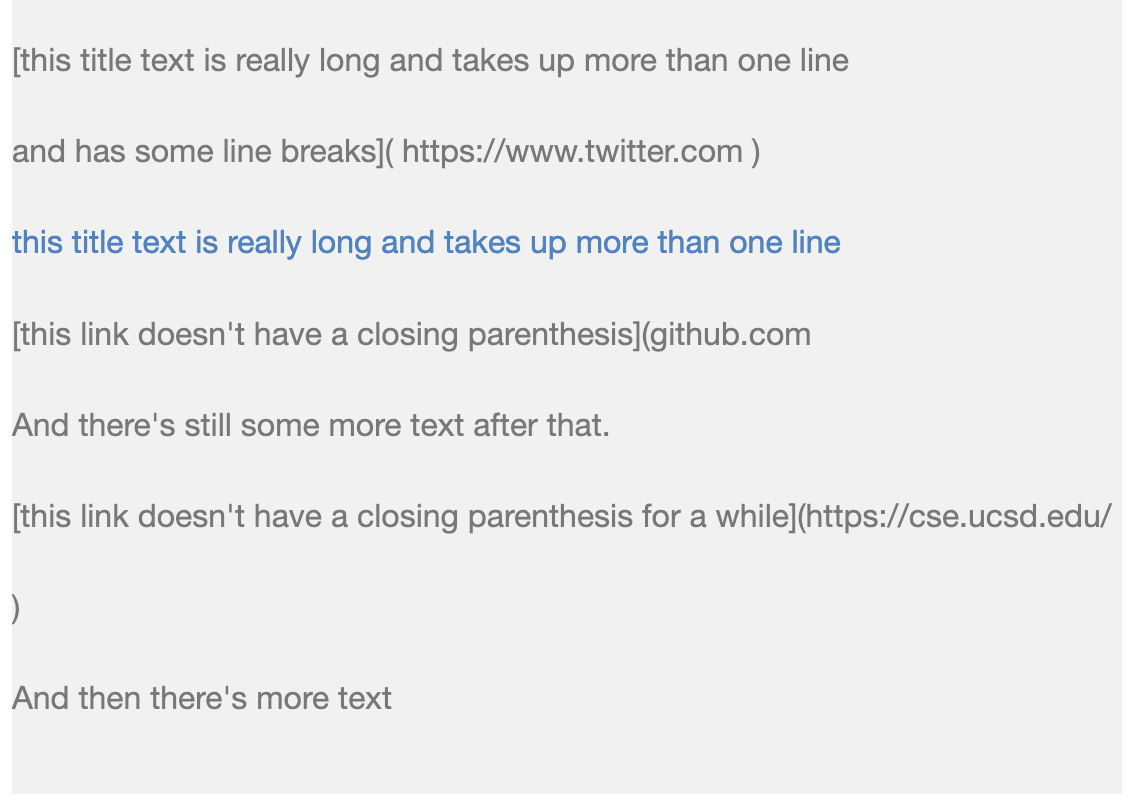 [this title text is really long and takes up more than one line
and has some line breaks]( https://www.twitter.com )
this title text is really long and takes up more than one line
[this link doesn't have a closing parenthesis](github.com
And there's still some more text after that.
[this link doesn't have a closing parenthesis for a while](https://cse.ucsd.edu/
)
And then there's more text